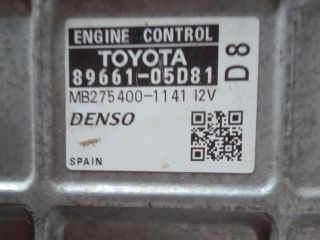 ENGINE CONTROL
TOYOTA
89661-05D81
D8
MB275400-1141 12V
DENSO
SPAIN